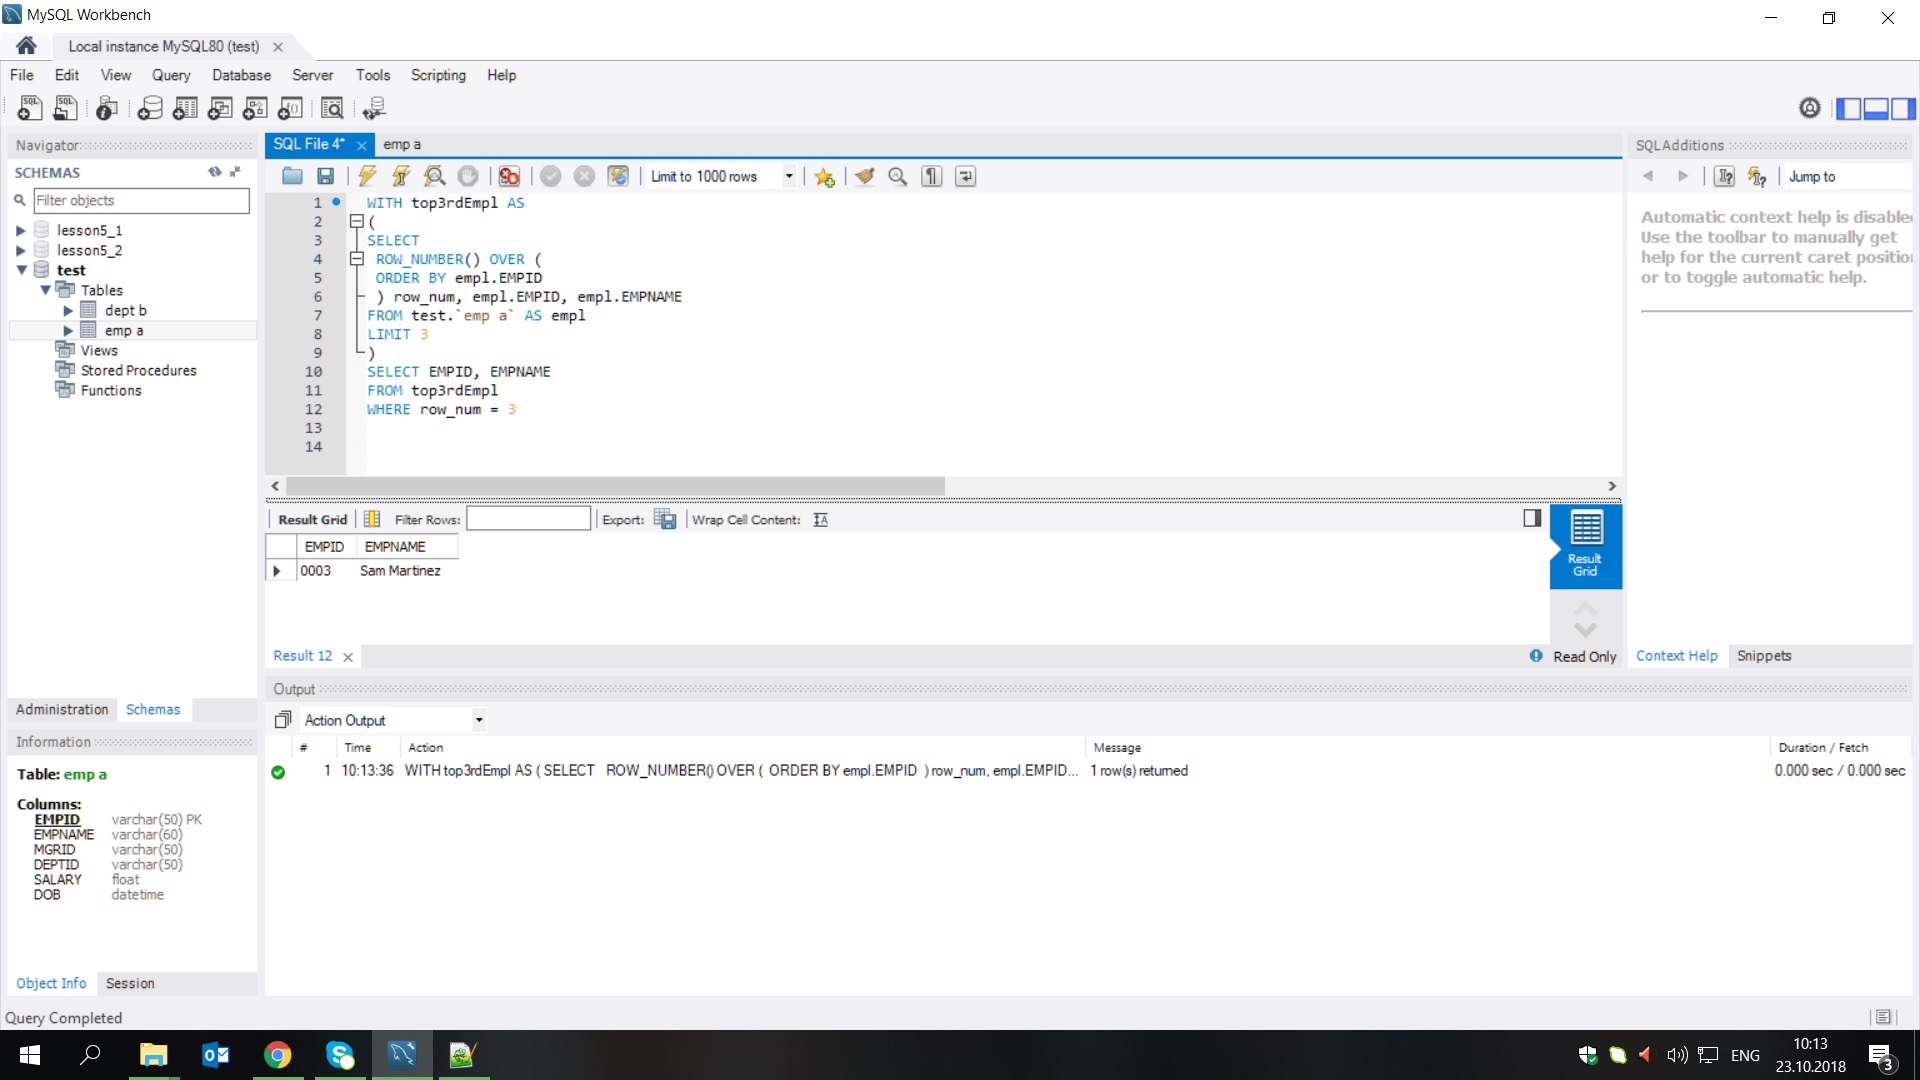 MySQL Workbench
Local instance MySQL80 (test)
File Edit View Query Database Server Tools Scripting Help
Navigator
SCHEMAS
Filter objects
lesson5_1
lesson5_2
test
Tables
dept b
emp a
Views
Stored Procedures
Functions
Administration Schemas
Information
Table: emp a
Columns:
EMPID varchar(50) PK
EMPNAME varchar(60)
MGRID varchar(50)
DEPTID varchar(50)
SALARY float
DOB datetime
Object Info Session
SQL File 4* emp a
Limit to 1000 rows
1 WITH top3rdEmpl AS
2 (
3 SELECT
4 ROW_NUMBER() OVER (
5 ORDER BY empl.EMPID
6 ) row_num, empl.EMPID, empl.EMPNAME
7 FROM test.`emp a` AS empl
8 LIMIT 3
9 )
10 SELECT EMPID, EMPNAME
11 FROM top3rdEmpl
12 WHERE row_num = 3
13
14
Result Grid Filter Rows: Export: Wrap Cell Content:
EMPID EMPNAME
0003 Sam Martinez
Result Grid
Result 12 Read Only
SQLAdditions
Jump to
Automatic context help is disable
Use the toolbar to manually get
help for the current caret positio
or to toggle automatic help.
Context Help Snippets
Output
Action Output
# Time Action Message Duration / Fetch
1 10:13:36 WITH top3rdEmpl AS ( SELECT ROW_NUMBER() OVER ( ORDER BY empl.EMPID ) row_num, empl.EMPID... 1 row(s) returned 0.000 sec / 0.000 sec
Query Completed
ENG
10:13
23.10.2018
3